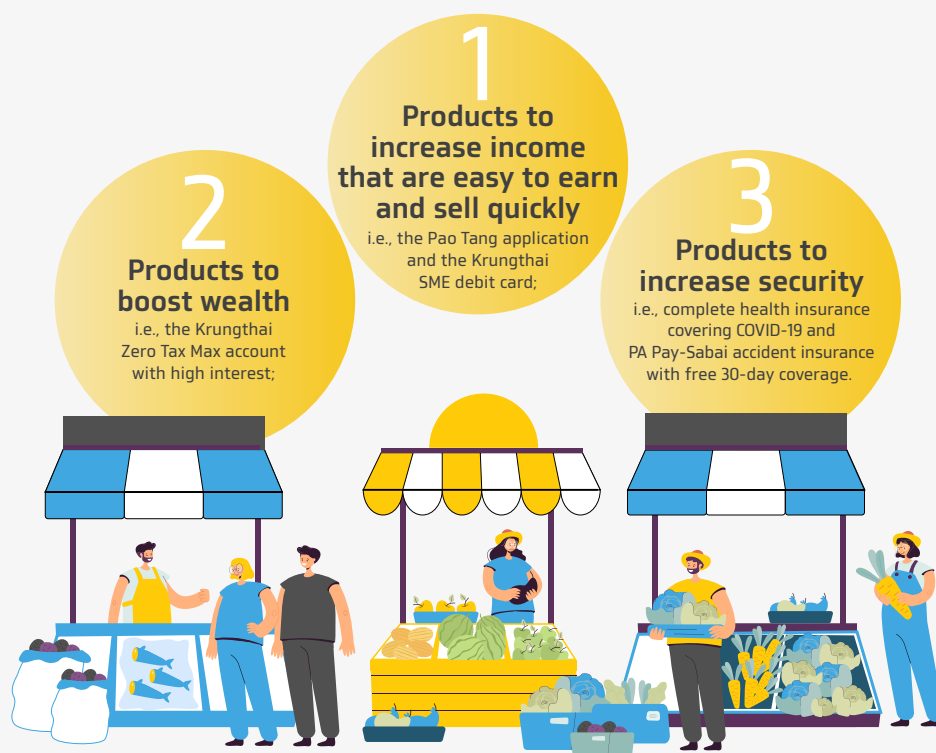 1
Products to
increase income
that are easy to earn
and sell quickly
i.e., the Pao Tang application
and the Krungthai
SME debit card;
2
Products to
boost wealth
i.e., the Krungthai
Zero Tax Max account
with high interest;
3
Products to
increase security
i.e., complete health insurance
covering COVID-19 and
PA Pay-Sabai accident insurance
with free 30-day coverage.